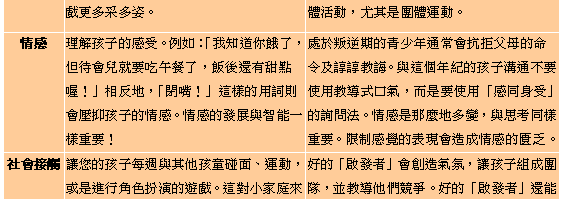 戲更多采多姿。
體活動，尤其是團體運動。
情感
理解孩子的感受。例如：「我知道你餓了，
但待會兒就要吃午餐了，飯後還有甜點
喔！」相反地，「閉嘴！」這樣的用詞則
會壓抑孩子的情感。情感的發展與智能一
樣重要！
處於叛逆期的青少年通常會抗拒父母的命
令及諄諄教誨。與這個年紀的孩子溝通不要
使用教導式口氣，而是要使用「感同身受」
的詢問法。情感是那麼地多變，與思考同樣
重要。限制感覺的表現會造成情感的匱乏。
社會接觸
讓您的孩子每週與其他孩童碰面、運動，
或是進行角色扮演的遊戲。這對小家庭來
好的「啟發者」會創造氣氛，讓孩子組成團
隊，並教導他們競爭。好的「啟發者」還能